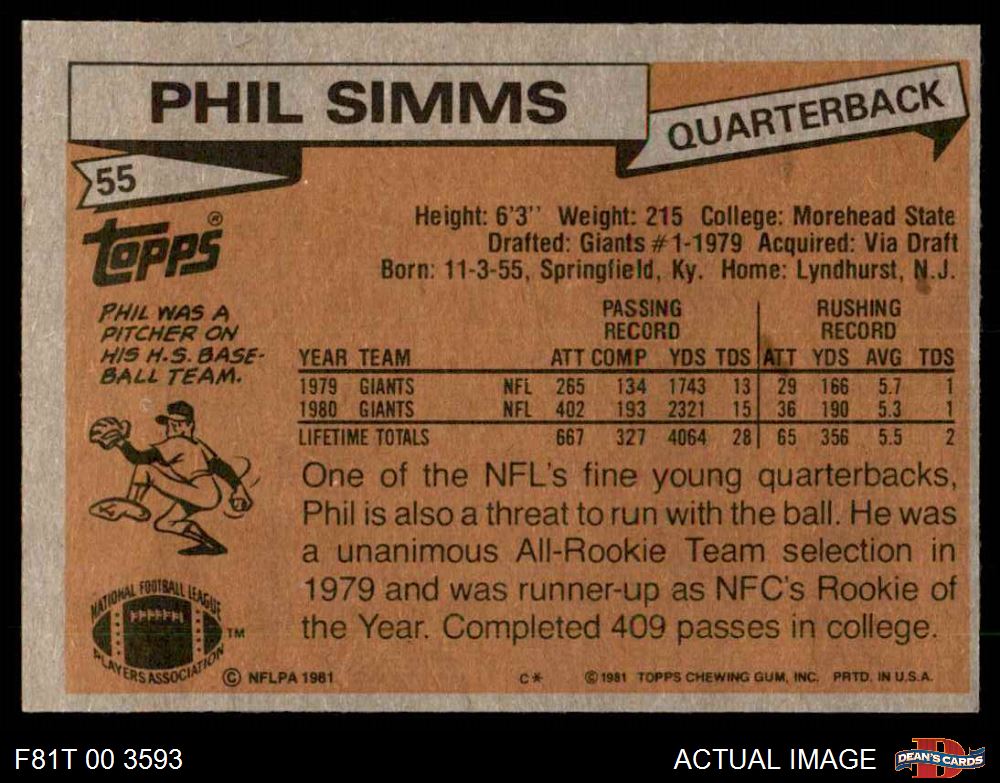 PHIL SIMMS
QUARTERBACK
55
TOPPS®
Height: 6'3'' Weight: 215 College: Morehead State
Drafted: Giants #1-1979 Acquired: Via Draft
Born: 11-3-55, Springfield, Ky. Home: Lyndhurst, N.J.
PHIL WAS A
PITCHER ON
HIS H.S. BASE-
BALL TEAM.
PASSING RUSHING
RECORD RECORD
YEAR TEAM ATT COMP YDS TDS ATT YDS AVG TDS
1979 GIANTS NFL 265 134 1743 13 29 166 5.7 1
1980 GIANTS NFL 402 193 2321 15 36 190 5.3 1
LIFETIME TOTALS 667 327 4064 28 65 356 5.5 2
One of the NFL's fine young quarterbacks,
Phil is also a threat to run with the ball. He was
a unanimous All-Rookie Team selection in
1979 and was runner-up as NFC's Rookie of
the Year. Completed 409 passes in college.
NATIONAL FOOTBALL LEAGUE
PLAYERS ASSOCIATION
TM
© NFLPA 1981 C* © 1981 TOPPS CHEWING GUM, INC. PRTD. IN U.S.A.
F81T 00 3593 ACTUAL IMAGE DEAN'S CARDS